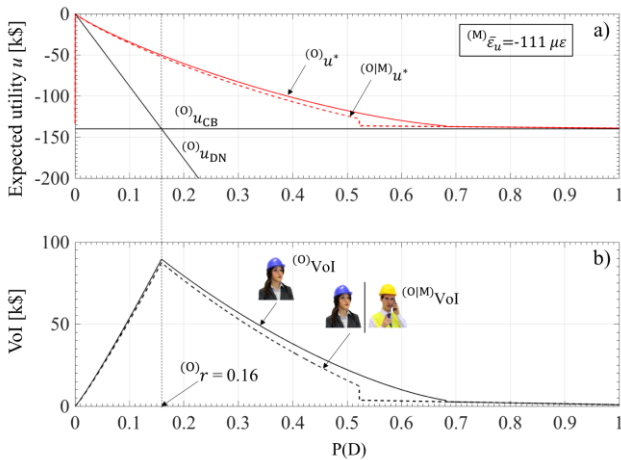 Expected utility u [k$]
0
-50
-100
-150
-200
a)
(M)ε̄u=-111 με
(O)u*
(O|M)u*
(O)uCB
(O)uDN
0 0.1 0.2 0.3 0.4 0.5 0.6 0.7 0.8 0.9 1
VoI [k$]
100
50
0
b)
(O)VoI
(O|M)VoI
(O)r = 0.16
0 0.1 0.2 0.3 0.4 0.5 0.6 0.7 0.8 0.9 1
P(D)